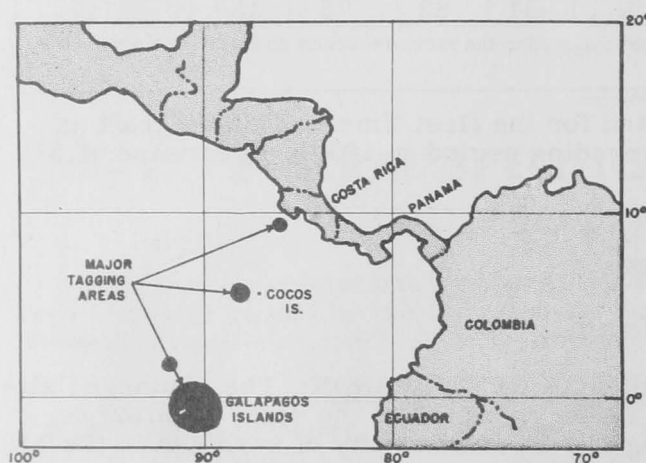 20°
COSTA RICA
PANAMA
10°
MAJOR
TAGGING
AREAS
COCOS
IS.
COLOMBIA
GALAPAGOS
ISLANDS
ECUADOR
0°
100°
90°
80°
70°